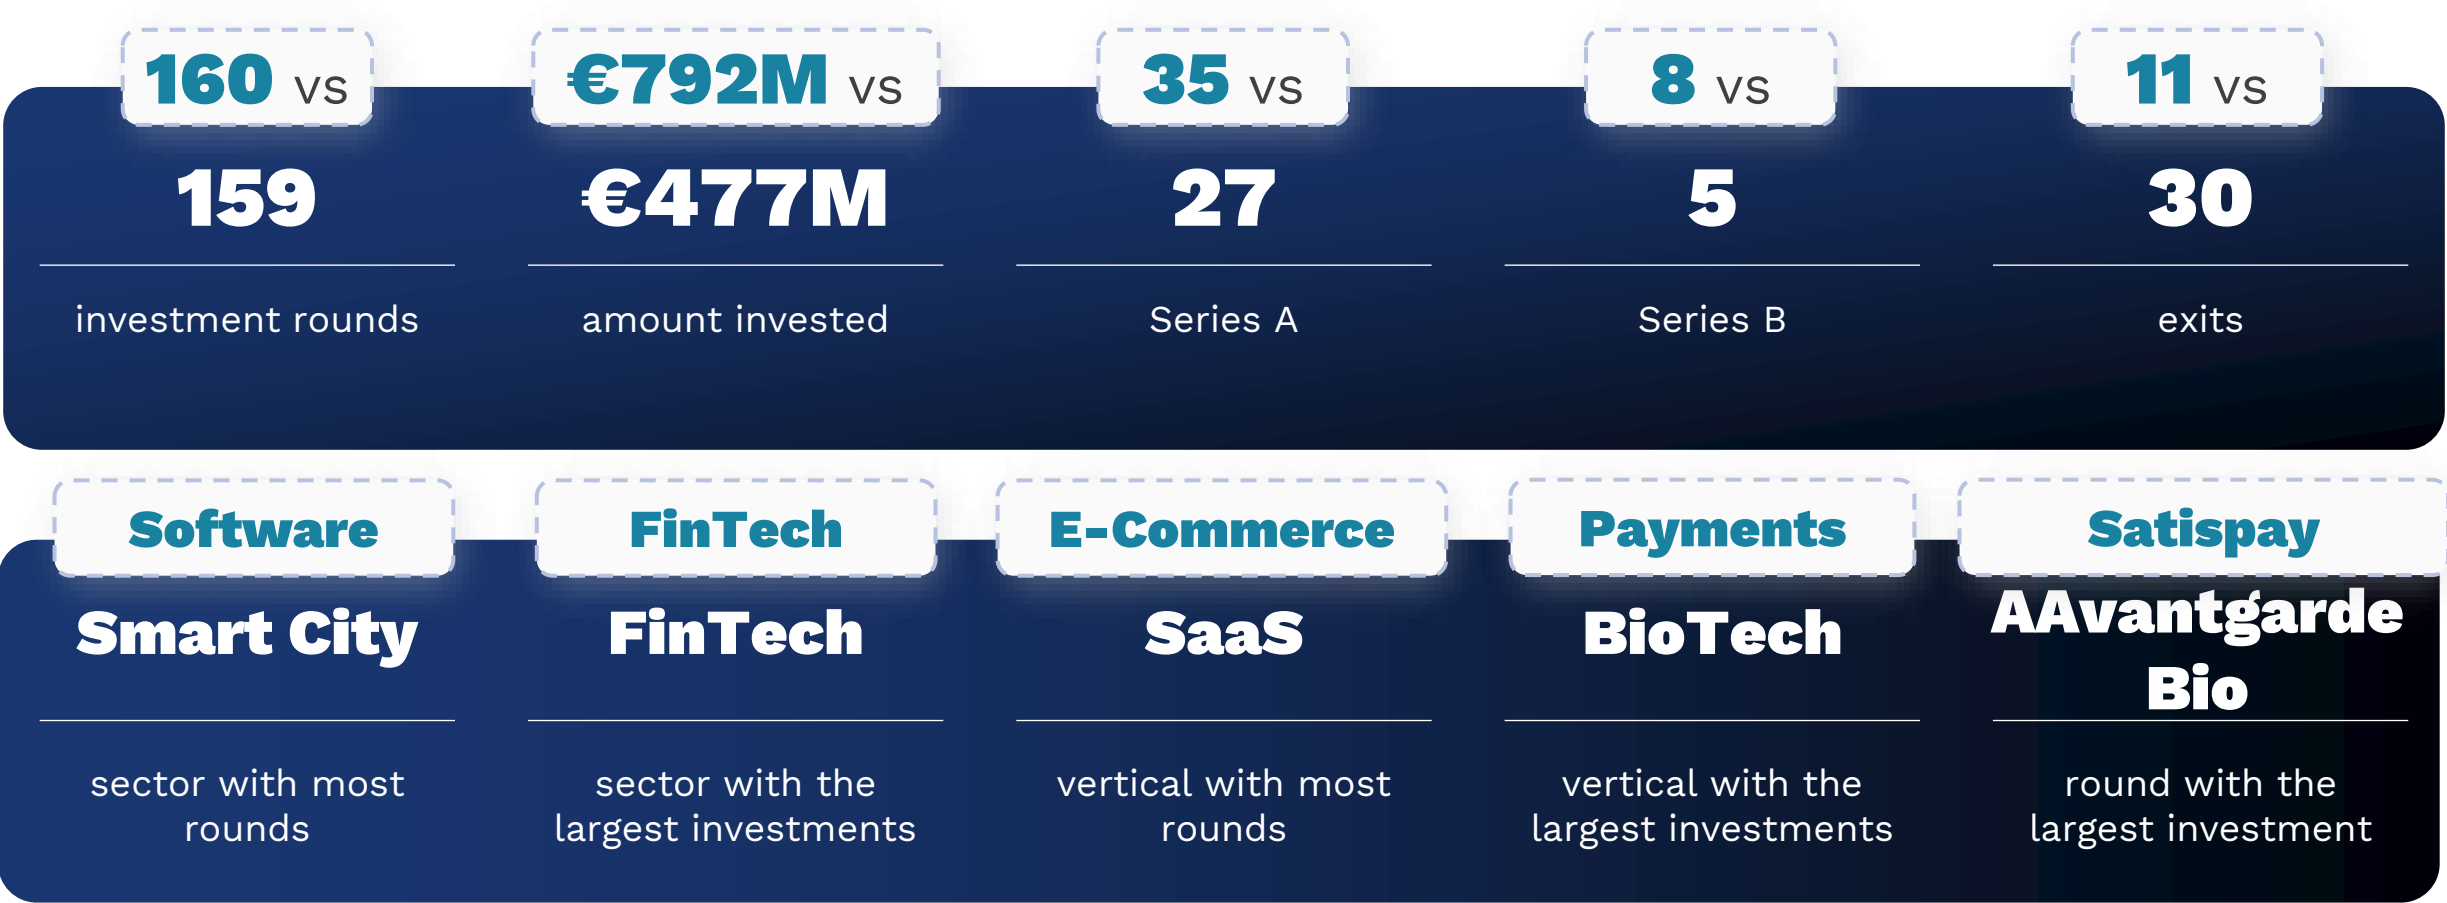 160 vs
€792M vs
35 vs
8 vs
11 vs
159
€477M
27
5
30
investment rounds
amount invested
Series A
Series B
exits
Software
FinTech
E-Commerce
Payments
Satispay
Smart City
FinTech
SaaS
BioTech
AAvantgarde
Bio
sector with most
rounds
sector with the
largest investments
vertical with most
rounds
vertical with the
largest investments
round with the
largest investment